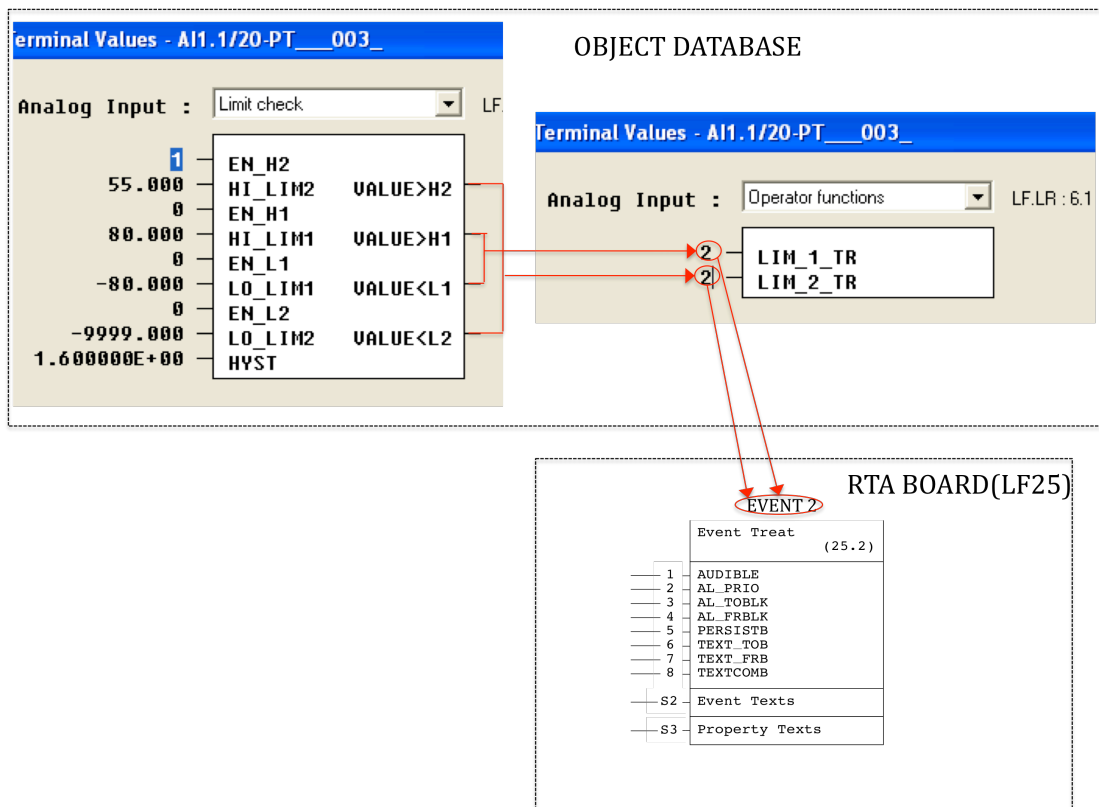 erminal Values - AI1.1/20-PT___003_
OBJECT DATABASE
Analog Input : Limit check LF.
1 EN_H2
55.000 HI_LIM2 VALUE>H2
0 EN_H1
80.000 HI_LIM1 VALUE>H1
0 EN_L1
-80.000 LO_LIM1 VALUE<L1
0 EN_L2
-9999.000 LO_LIM2 VALUE<L2
1.600000E+00 HYST
Terminal Values - AI1.1/20-PT___003_
Analog Input : Operator functions LF.LR : 6.1
2 LIM_1_TR
2 LIM_2_TR
RTA BOARD(LF25)
EVENT 2
Event Treat
(25.2)
1 AUDIBLE
2 AL_PRIO
3 AL_TOBLK
4 AL_FRBLK
5 PERSISTB
6 TEXT_TOB
7 TEXT_FRB
8 TEXTCOMB
S2 Event Texts
S3 Property Texts